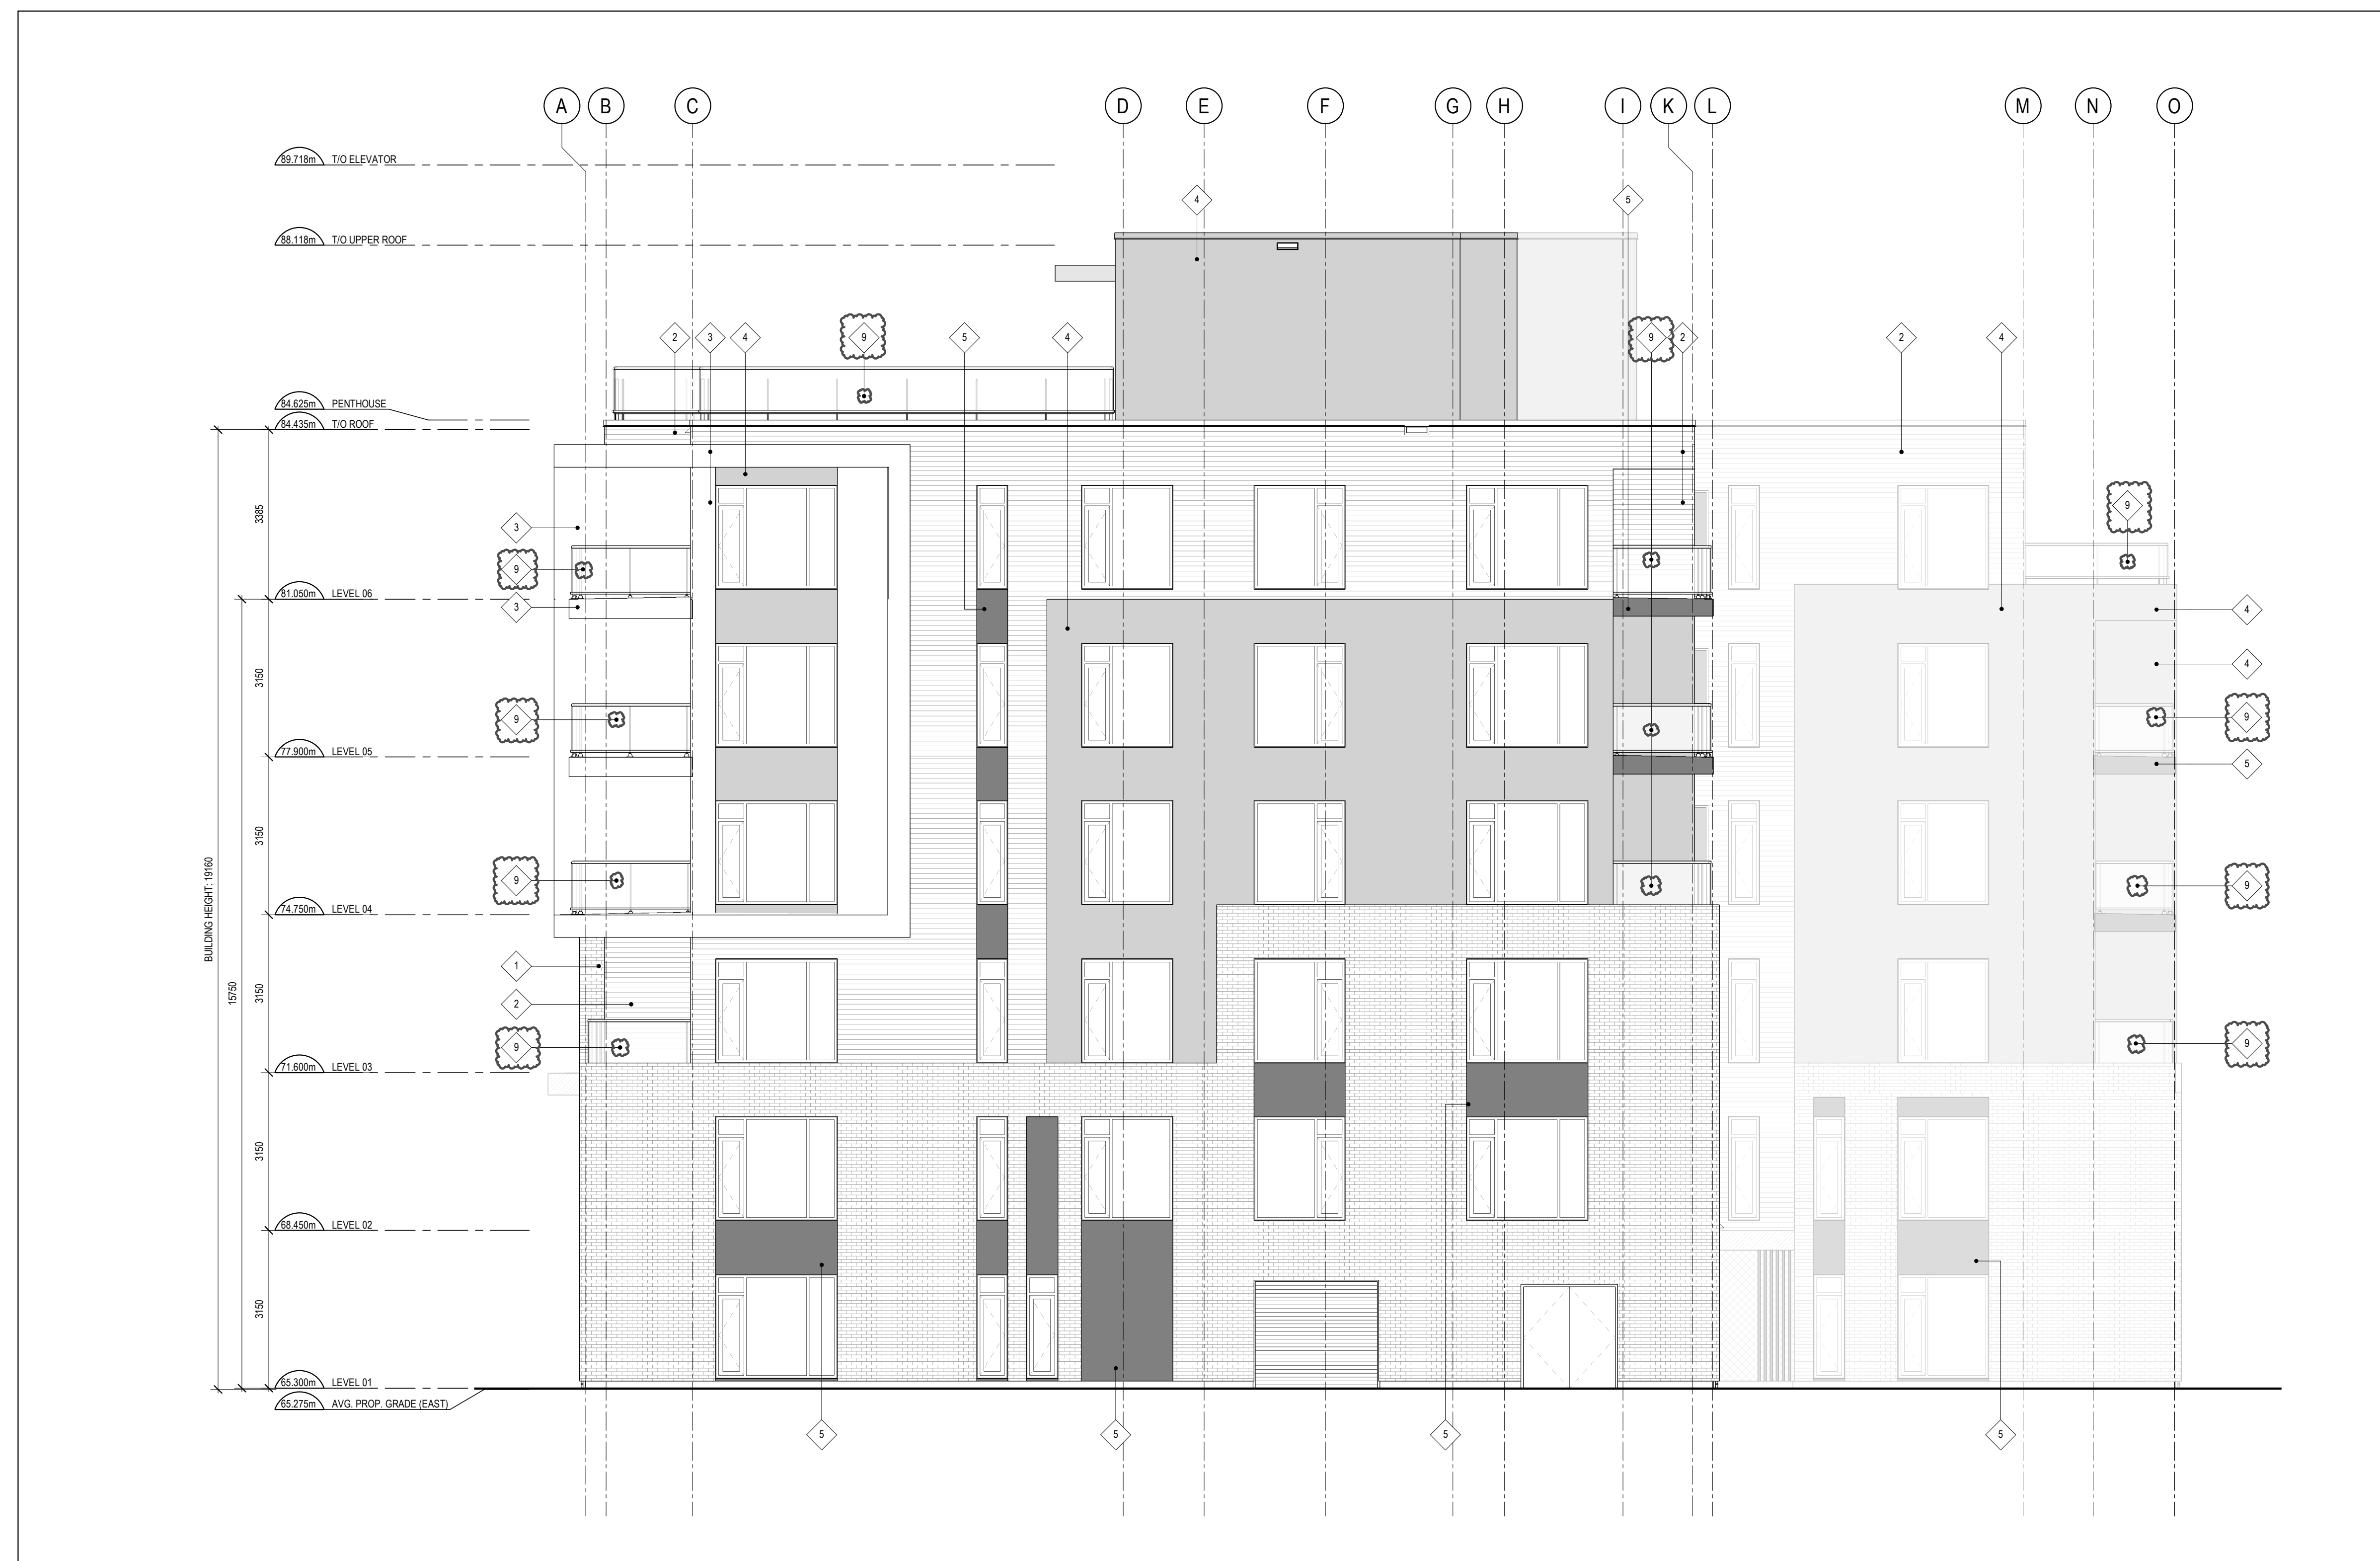 A B C D E F G H I K L M N O
89.718m T/O ELEVATOR
4 5
88.118m T/O UPPER ROOF
2 3 4 9 5 4 9 2 2 4
84.625m PENTHOUSE
84.435m T/O ROOF
3385
3
9
9
81.050m LEVEL 06
3
4
3150
4
9
9
77.900m LEVEL 05
5
3150
9
9
74.750m LEVEL 04
BUILDING HEIGHT: 19160
15750
3150
1
2
9
9
71.600m LEVEL 03
3150
68.450m LEVEL 02
3150
65.300m LEVEL 01
65.275m AVG. PROP. GRADE (EAST)
5 5 5 5